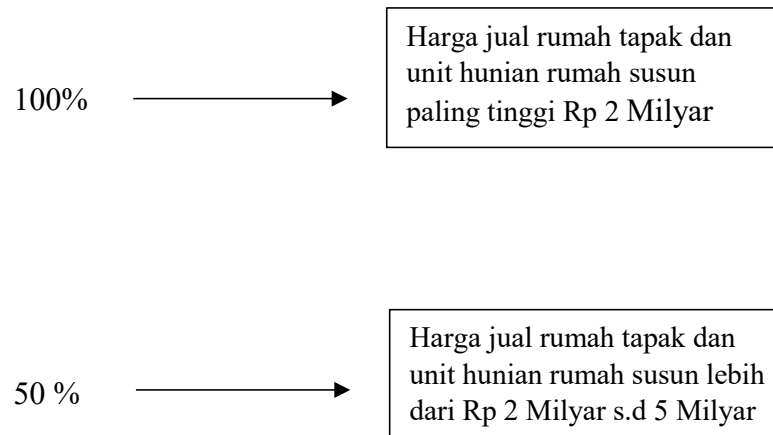 100%
Harga jual rumah tapak dan
unit hunian rumah susun
paling tinggi Rp 2 Milyar
50 %
Harga jual rumah tapak dan
unit hunian rumah susun lebih
dari Rp 2 Milyar s.d 5 Milyar